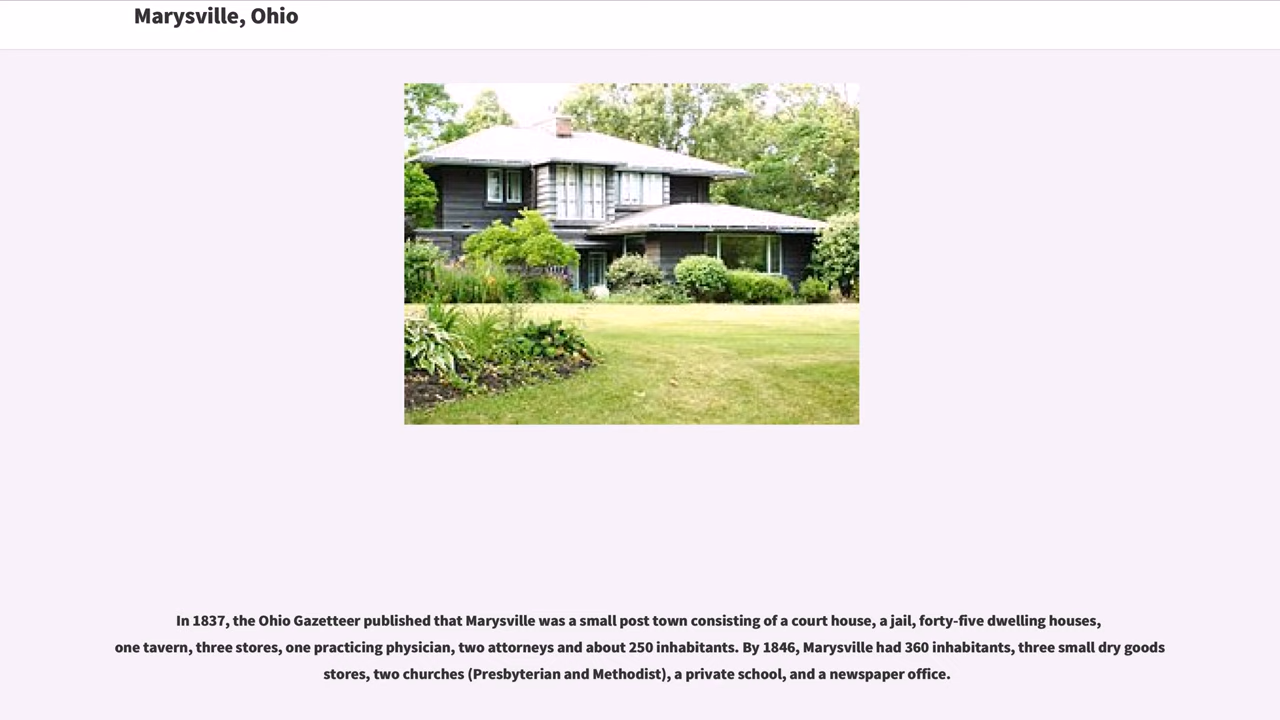 Marysville, Ohio
In 1837, the Ohio Gazetteer published that Marysville was a small post town consisting of a court house, a jail, forty-five dwelling houses,
one tavern, three stores, one practicing physician, two attorneys and about 250 inhabitants. By 1846, Marysville had 360 inhabitants, three small dry goods
stores, two churches (Presbyterian and Methodist), a private school, and a newspaper office.